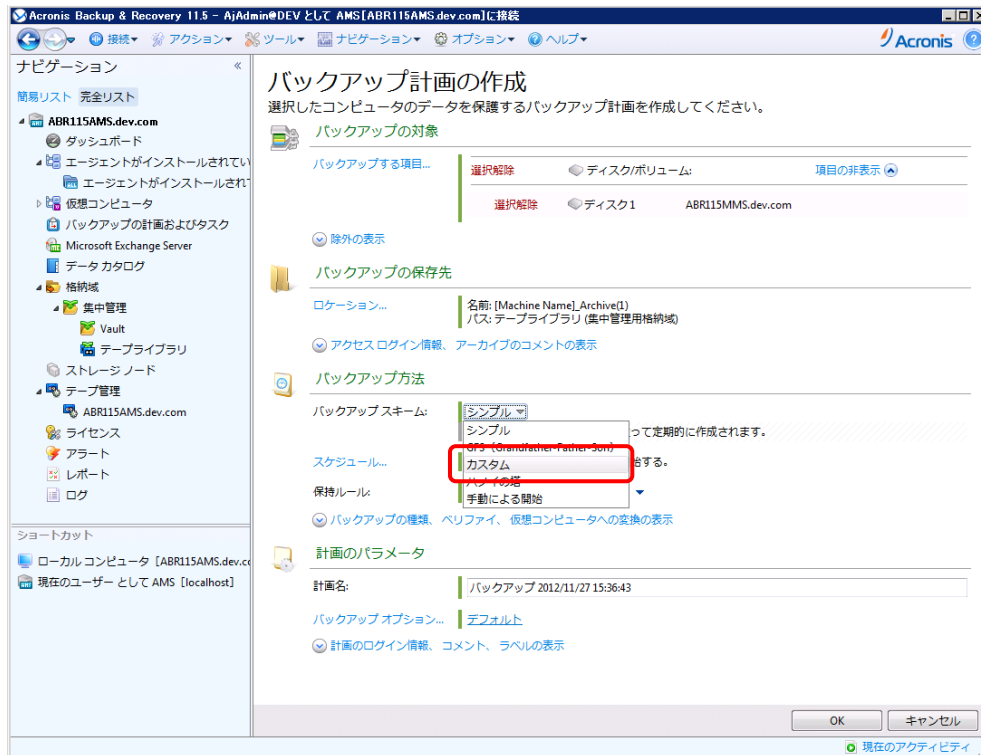 Acronis Backup & Recovery 11.5 - AjAdmin@DEV として AMS[ABR115AMS.dev.com]に接続
接続 アクション ツール ナビゲーション オプション ヘルプ Acronis
ナビゲーション
簡易リスト 完全リスト
ABR115AMS.dev.com
ダッシュボード
エージェントがインストールされてい
エージェントがインストールされ
仮想コンピュータ
バックアップの計画およびタスク
Microsoft Exchange Server
データ カタログ
格納域
集中管理
Vault
テープライブラリ
ストレージ ノード
テープ管理
ABR115AMS.dev.com
ライセンス
アラート
レポート
ログ
ショートカット
ローカル コンピュータ [ABR115AMS.dev.c
現在のユーザー として AMS [localhost]
バックアップ計画の作成
選択したコンピュータのデータを保護するバックアップ計画を作成してください。
バックアップの対象
バックアップする項目... 選択解除 ディスク/ボリューム: 項目の非表示
選択解除 ディスク1 ABR115MMS.dev.com
除外の表示
バックアップの保存先
ロケーション... 名前: [Machine Name]_Archive(1)
パス: テープライブラリ (集中管理用格納域)
アクセス ログイン情報、 アーカイブのコメントの表示
バックアップ方法
バックアップ スキーム: シンプル
シンプル って定期的に作成されます。
GFS (Grandfather-Father-Son)
スケジュール... カスタム 始する。
ハノイの塔
保持ルール: 手動による開始
バックアップの種類、 ベリファイ、 仮想コンピュータへの変換の表示
計画のパラメータ
計画名: バックアップ 2012/11/27 15:36:43
バックアップ オプション... デフォルト
計画のログイン情報、 コメント、 ラベルの表示
OK キャンセル
現在のアクティビティ